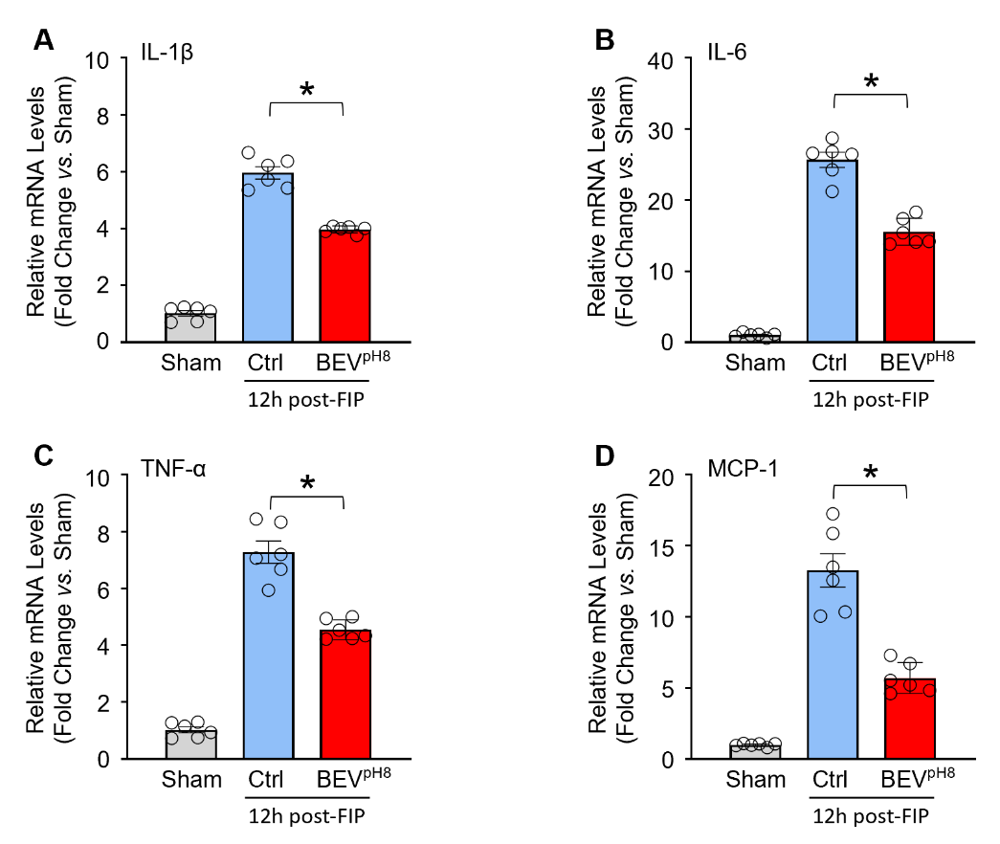 A
IL-1β
Relative mRNA Levels
(Fold Change vs. Sham)
10
8
6
4
2
0
*
Sham
Ctrl
BEVpH8
12h post-FIP
B
IL-6
Relative mRNA Levels
(Fold Change vs. Sham)
40
30
20
10
0
*
Sham
Ctrl
BEVpH8
12h post-FIP
C
TNF-α
Relative mRNA Levels
(Fold Change vs. Sham)
10
8
6
4
2
0
*
Sham
Ctrl
BEVpH8
12h post-FIP
D
MCP-1
Relative mRNA Levels
(Fold Change vs. Sham)
20
15
10
5
0
*
Sham
Ctrl
BEVpH8
12h post-FIP